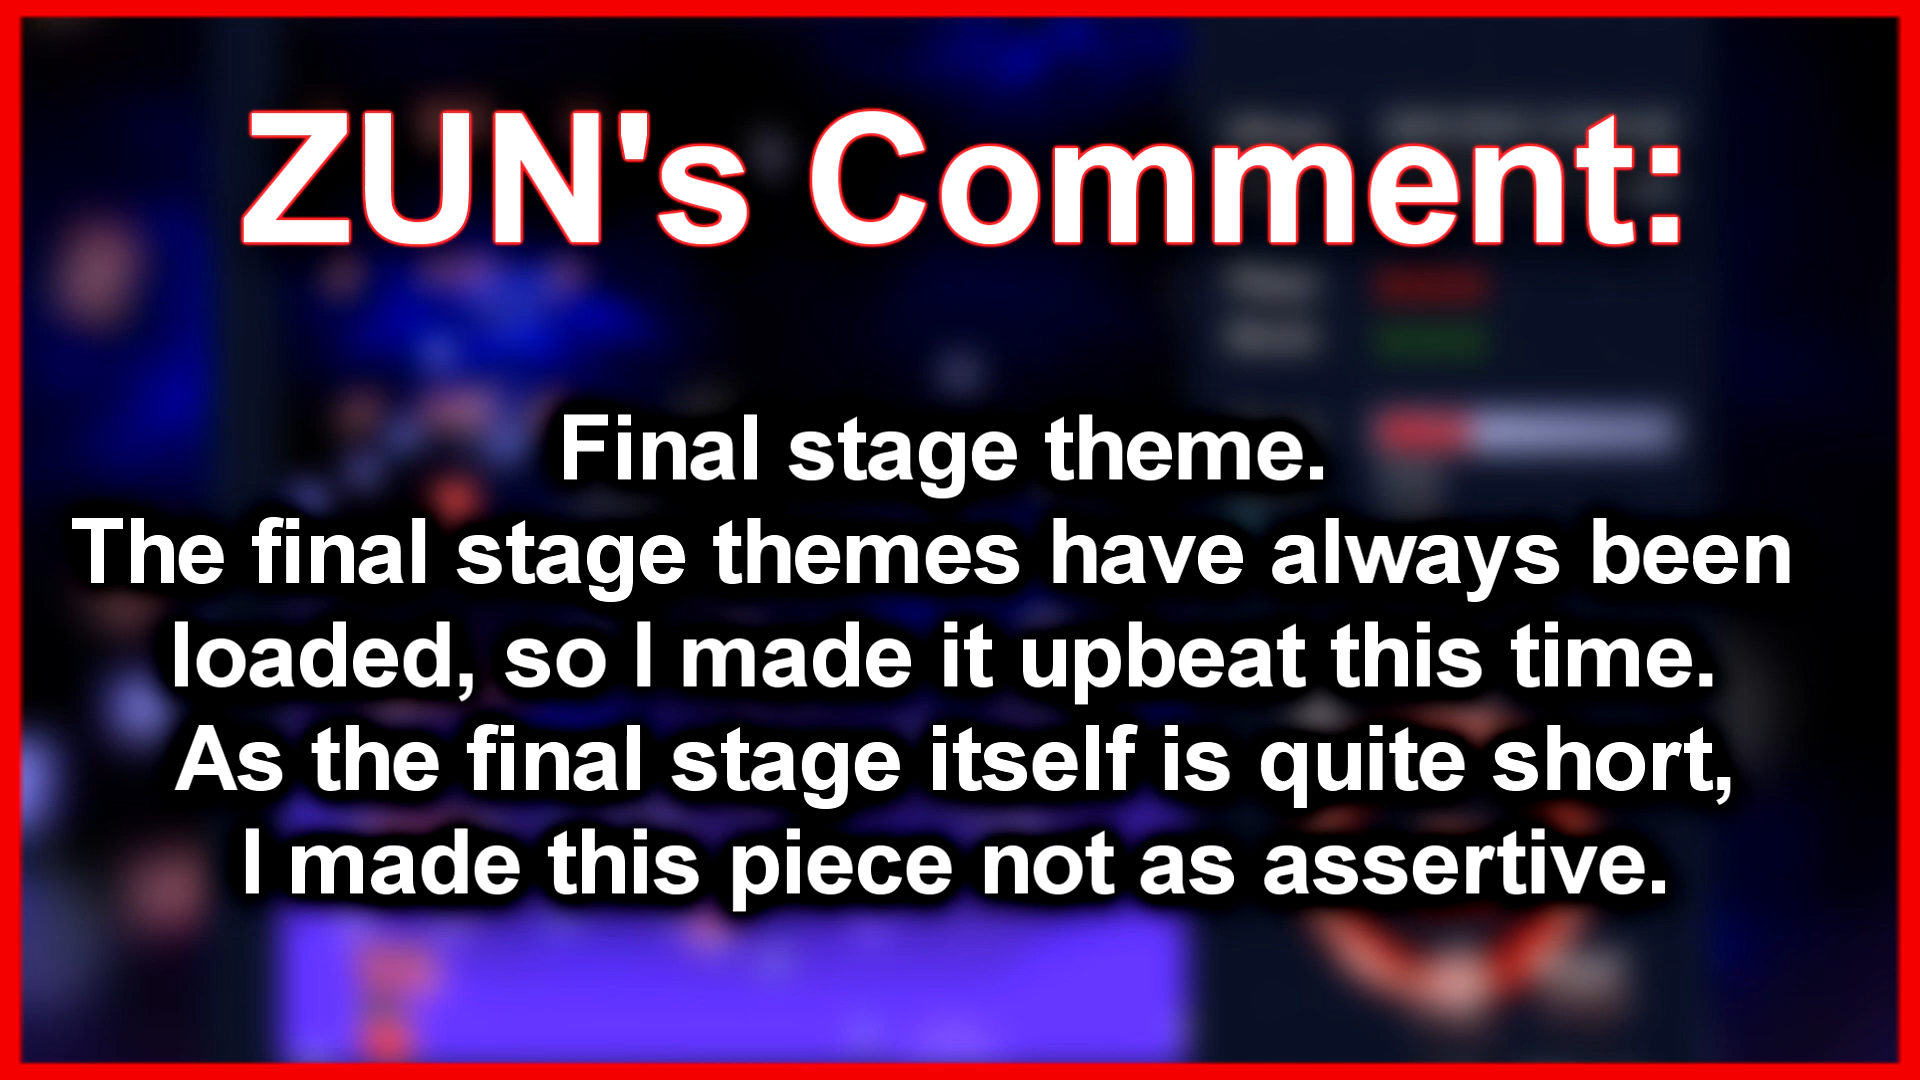 ZUN's Comment:
Final stage theme.
The final stage themes have always been
loaded, so I made it upbeat this time.
As the final stage itself is quite short,
I made this piece not as assertive.